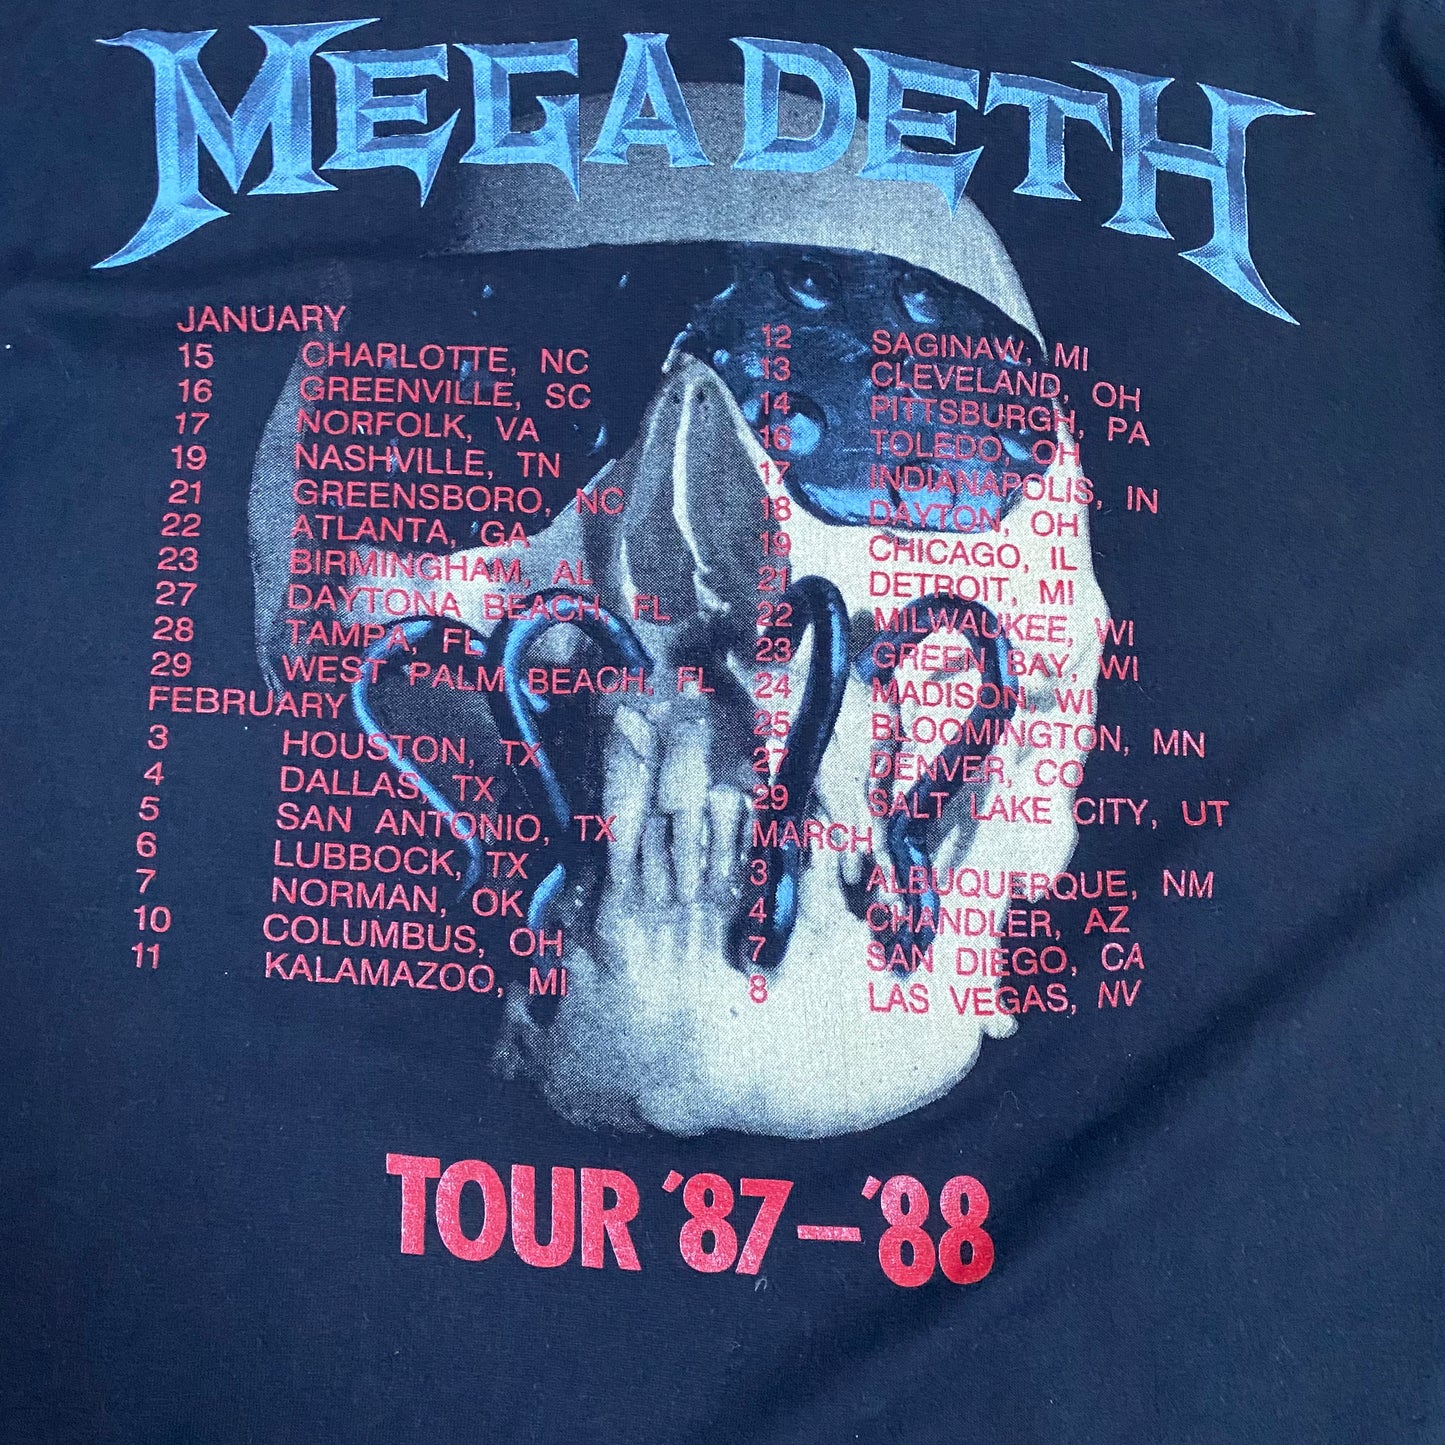 MEGADETH
JANUARY
15 CHARLOTTE, NC
16 GREENVILLE, SC
17 NORFOLK, VA
19 NASHVILLE, TN
21 GREENSBORO, NC
22 ATLANTA, GA
23 BIRMINGHAM, AL
27 DAYTONA BEACH, FL
28 TAMPA, FL
29 WEST PALM BEACH, FL
FEBRUARY
3 HOUSTON, TX
4 DALLAS, TX
5 SAN ANTONIO, TX
6 LUBBOCK, TX
7 NORMAN, OK
10 COLUMBUS, OH
11 KALAMAZOO, MI
12 SAGINAW, MI
13 CLEVELAND, OH
14 PITTSBURGH, PA
16 TOLEDO, OH
17 INDIANAPOLIS, IN
18 DAYTON, OH
19 CHICAGO, IL
21 DETROIT, MI
22 MILWAUKEE, WI
23 GREEN BAY, WI
24 MADISON, WI
25 BLOOMINGTON, MN
27 DENVER, CO
29 SALT LAKE CITY, UT
MARCH
3 ALBUQUERQUE, NM
4 CHANDLER, AZ
7 SAN DIEGO, CA
8 LAS VEGAS, NV
TOUR '87–'88